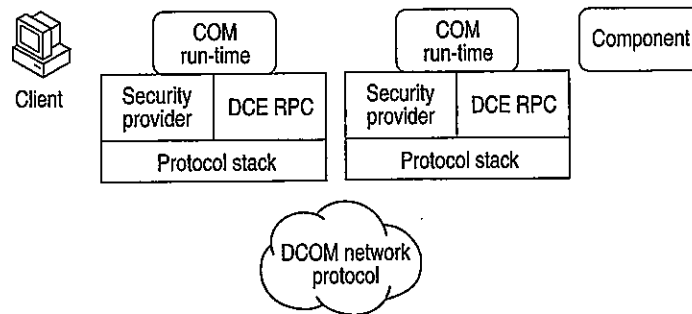 Client
COM
run-time
Security
provider
DCE RPC
Protocol stack
COM
run-time
Security
provider
DCE RPC
Protocol stack
Component
DCOM network
protocol